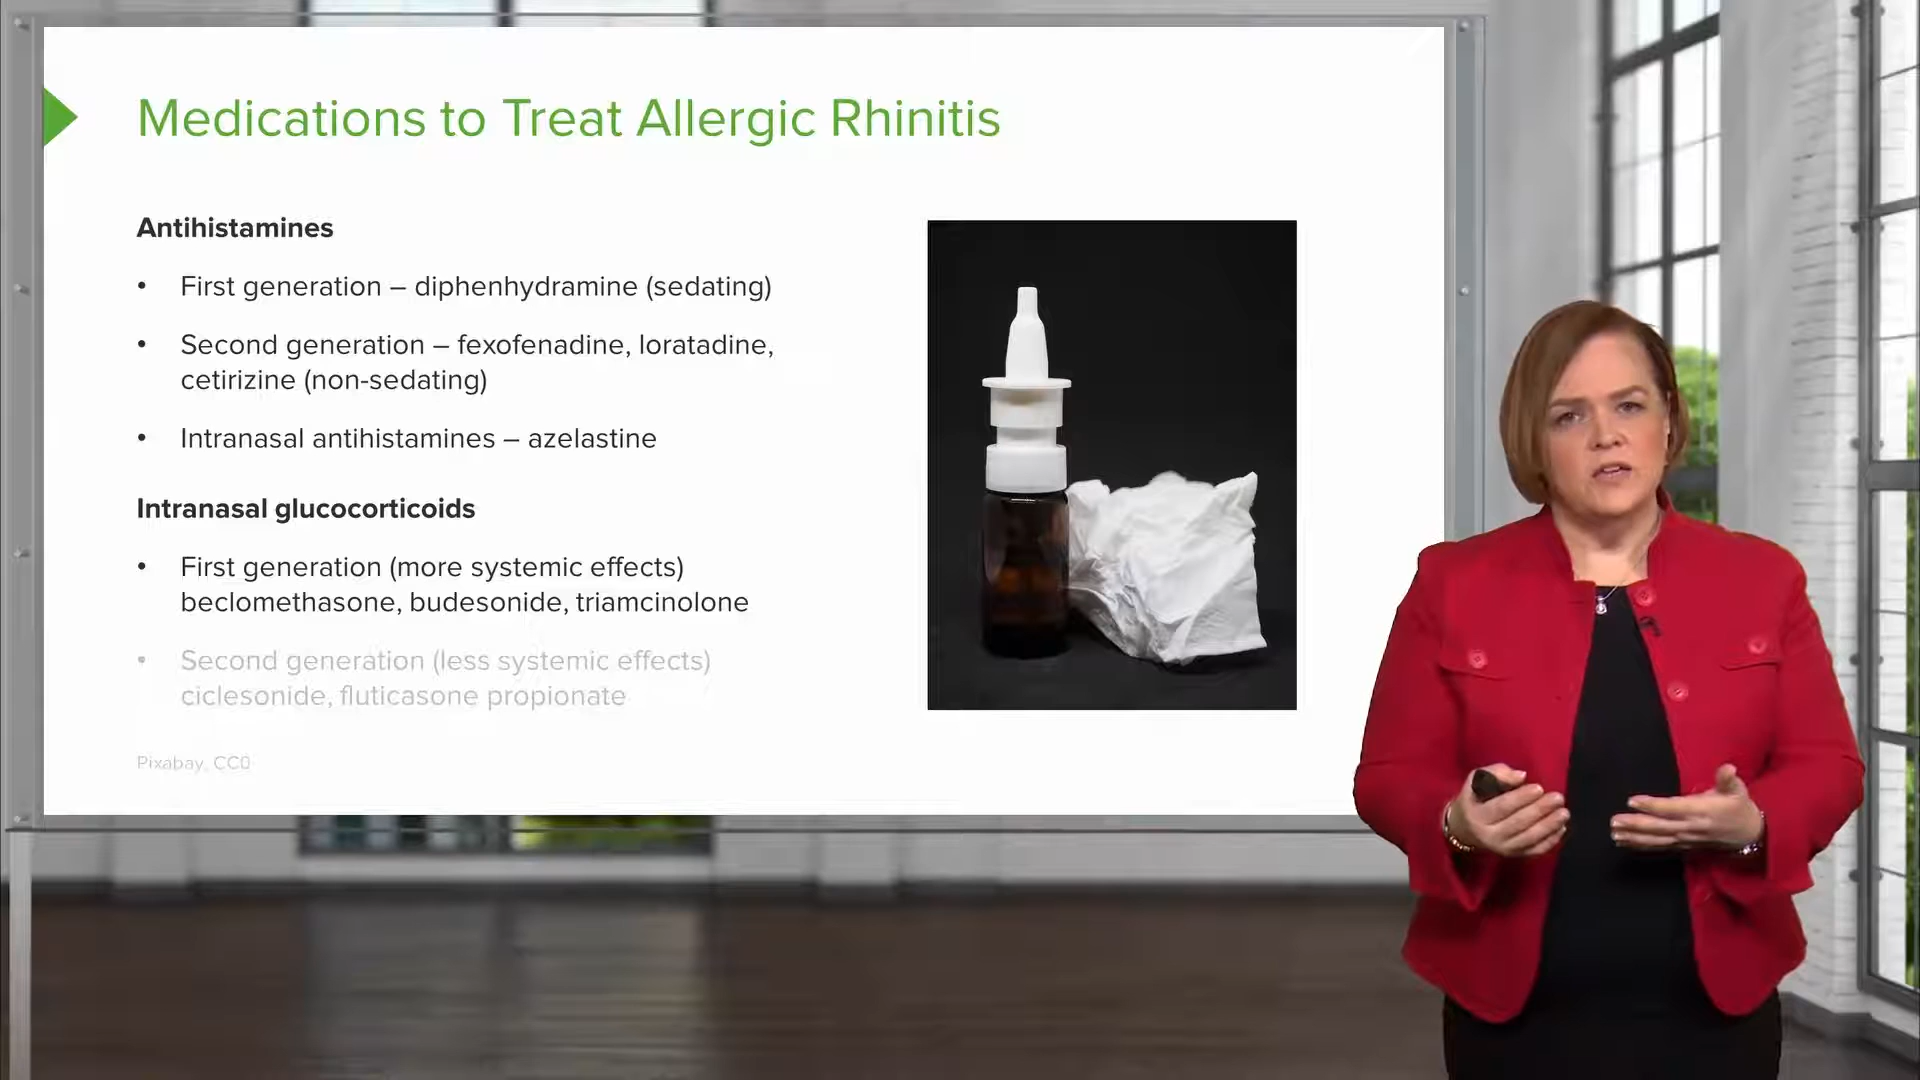 Medications to Treat Allergic Rhinitis
Antihistamines
• First generation – diphenhydramine (sedating)
• Second generation – fexofenadine, loratadine,
cetirizine (non-sedating)
• Intranasal antihistamines – azelastine
Intranasal glucocorticoids
• First generation (more systemic effects)
beclomethasone, budesonide, triamcinolone
• Second generation (less systemic effects)
ciclesonide, fluticasone propionate
Pixabay, CC0